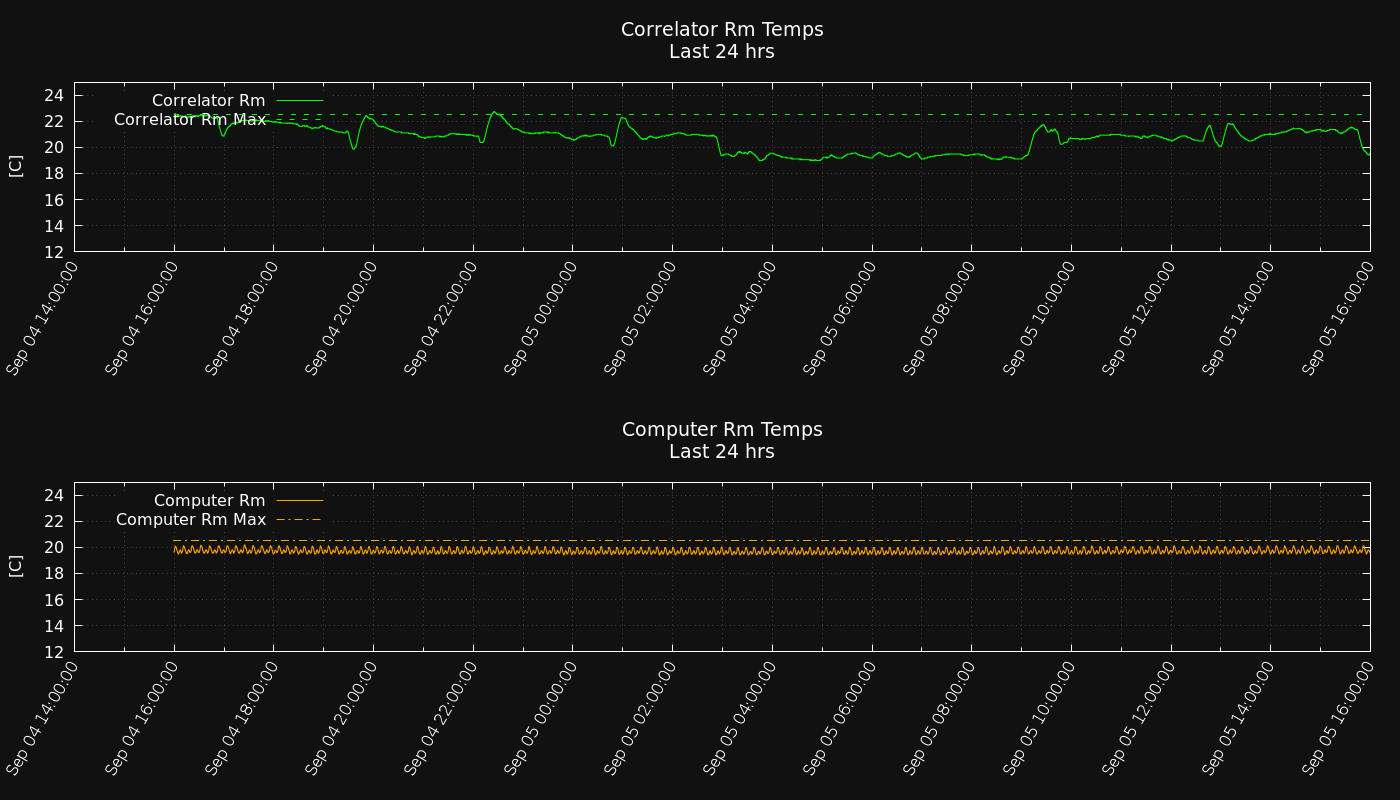 Correlator Rm Temps
Last 24 hrs
Correlator Rm
Correlator Rm Max
[C]
24
22
20
18
16
14
12
Sep 04 14:00:00
Sep 04 16:00:00
Sep 04 18:00:00
Sep 04 20:00:00
Sep 04 22:00:00
Sep 05 00:00:00
Sep 05 02:00:00
Sep 05 04:00:00
Sep 05 06:00:00
Sep 05 08:00:00
Sep 05 10:00:00
Sep 05 12:00:00
Sep 05 14:00:00
Sep 05 16:00:00
Computer Rm Temps
Last 24 hrs
Computer Rm
Computer Rm Max
[C]
24
22
20
18
16
14
12
Sep 04 14:00:00
Sep 04 16:00:00
Sep 04 18:00:00
Sep 04 20:00:00
Sep 04 22:00:00
Sep 05 00:00:00
Sep 05 02:00:00
Sep 05 04:00:00
Sep 05 06:00:00
Sep 05 08:00:00
Sep 05 10:00:00
Sep 05 12:00:00
Sep 05 14:00:00
Sep 05 16:00:00